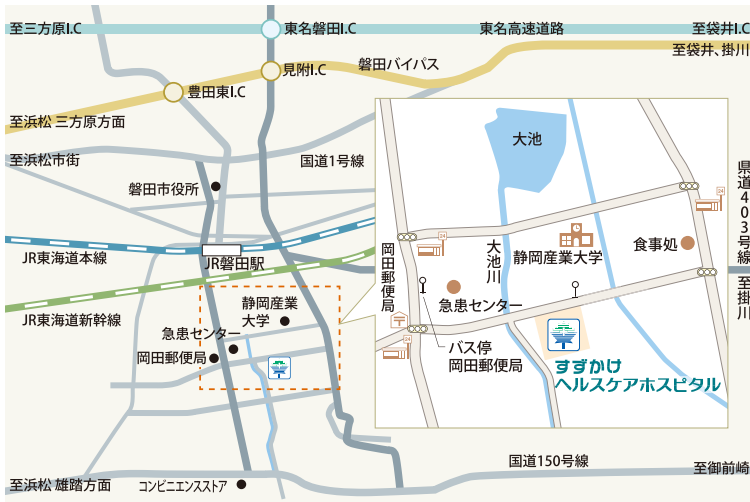 至三方原I.C
東名磐田I.C
東名高速道路
至袋井I.C
至袋井、掛川
見附I.C
磐田バイパス
豊田東I.C
至浜松 三方原方面
至浜松市街
国道1号線
磐田市役所
JR東海道本線
JR磐田駅
JR東海道新幹線
静岡産業
大学
急患センター
岡田郵便局
至浜松 雄踏方面
コンビニエンスストア
国道150号線
至御前崎
県道403号線
至掛川
大池
24
岡田郵便局
24
大池川
静岡産業大学
食事処
急患センター
バス停
岡田郵便局
24
すずかけ
ヘルスケアホスピタル